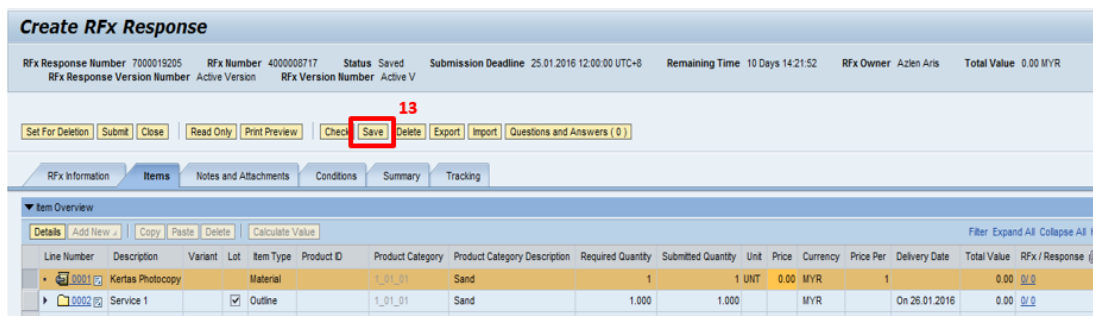 Create RFx Response
RFx Response Number 7000019205 RFx Number 4000008717 Status Saved Submission Deadline 25.01.2016 12:00:00 UTC+8 Remaining Time 10 Days 14:21:52 RFx Owner Azlen Aris Total Value 0.00 MYR
RFx Response Version Number Active Version RFx Version Number Active V
13
Set For Deletion Submit Close Read Only Print Preview Check Save Delete Export Import Questions and Answers ( 0 )
RFx Information Items Notes and Attachments Conditions Summary Tracking
Item Overview
Details Add New Copy Paste Delete Calculate Value Filter Expand All Collapse All
Line Number Description Variant Lot Item Type Product ID Product Category Product Category Description Required Quantity Submitted Quantity Unit Price Currency Price Per Delivery Date Total Value RFx / Response
0001 Kertas Photocopy Material 1_01_01 Sand 1 1 UNT 0.00 MYR 1 0.00 0/ 0
0002 Service 1 Outline 1_01_01 Sand 1.000 1.000 MYR On 26.01.2016 0.00 0/ 0